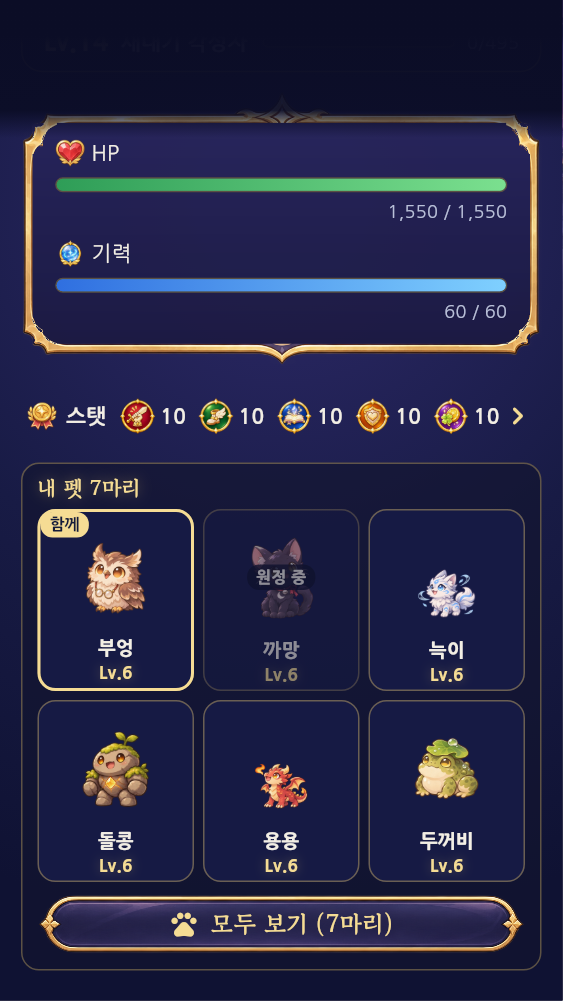 HP
1,550 / 1,550
기력
60 / 60
스탯 10 10 10 10 10
내 펫 7마리
함께
부엉
Lv.6
원정 중
까망
Lv.6
늑이
Lv.6
돌콩
Lv.6
용용
Lv.6
두꺼비
Lv.6
모두 보기 (7마리)